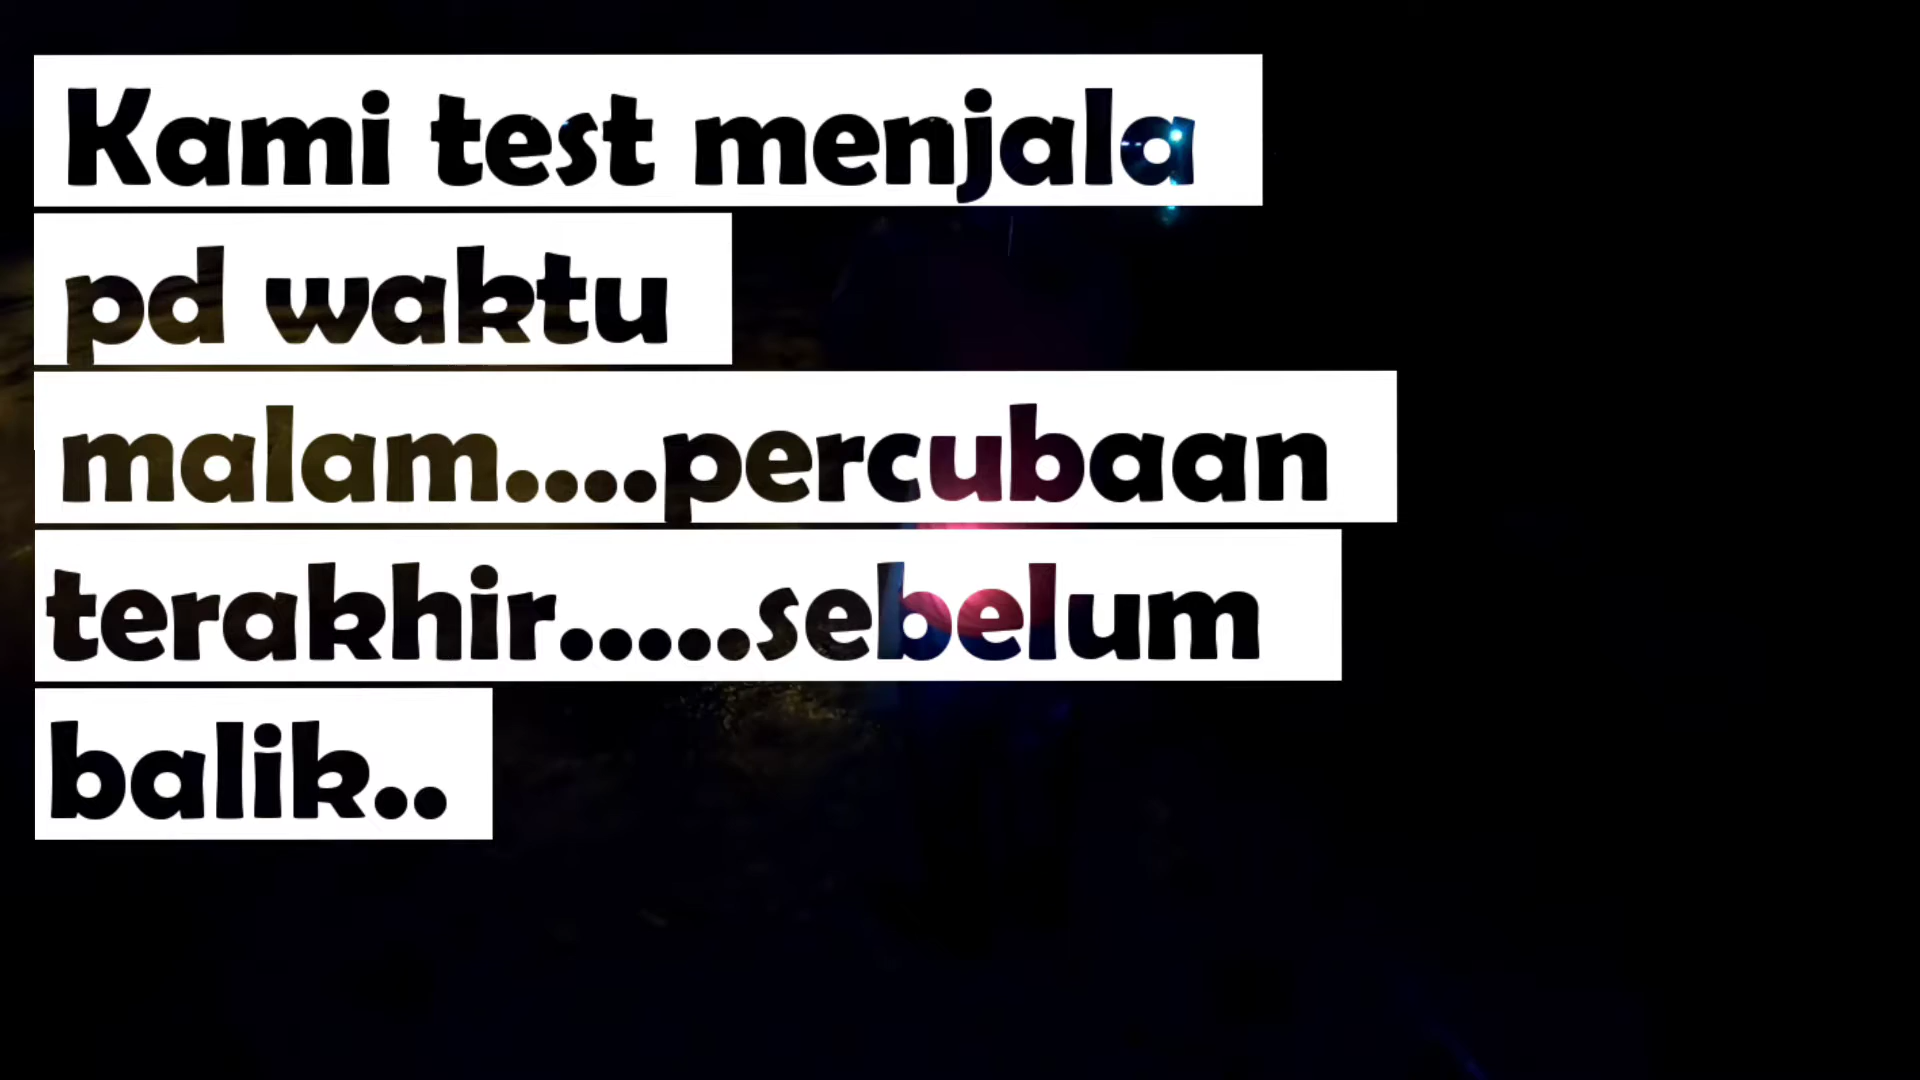 Kami test menjala
pd waktu
malam....percubaan
terakhir.....sebelum
balik..